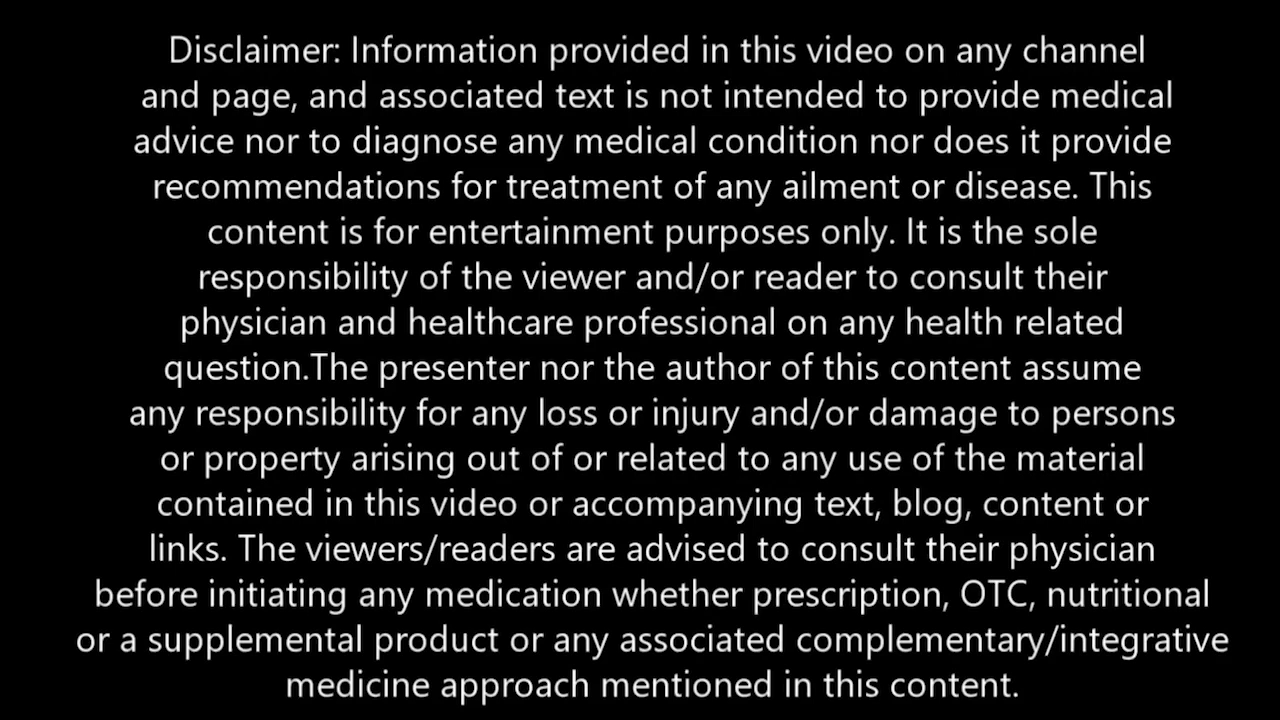 Disclaimer: Information provided in this video on any channel
and page, and associated text is not intended to provide medical
advice nor to diagnose any medical condition nor does it provide
recommendations for treatment of any ailment or disease. This
content is for entertainment purposes only. It is the sole
responsibility of the viewer and/or reader to consult their
physician and healthcare professional on any health related
question.The presenter nor the author of this content assume
any responsibility for any loss or injury and/or damage to persons
or property arising out of or related to any use of the material
contained in this video or accompanying text, blog, content or
links. The viewers/readers are advised to consult their physician
before initiating any medication whether prescription, OTC, nutritional
or a supplemental product or any associated complementary/integrative
medicine approach mentioned in this content.